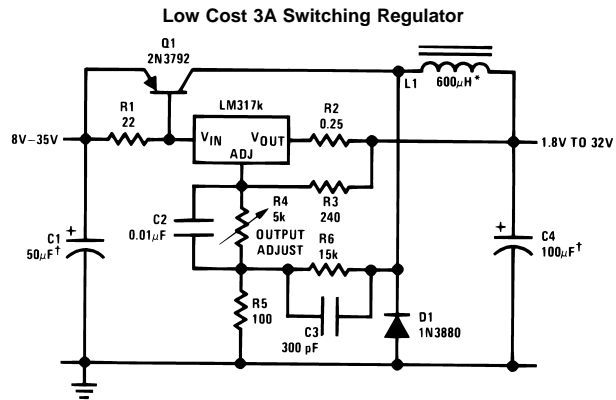 Low Cost 3A Switching Regulator
Q1
2N3792
L1
600μH*
R1
22
LM317k
R2
0.25
8V–35V
VIN
VOUT
ADJ
1.8V TO 32V
R4
5k
R3
240
C2
0.01μF
OUTPUT
ADJUST
R6
15k
C1
50μF†
+
C4
100μF†
+
R5
100
C3
300 pF
D1
1N3880